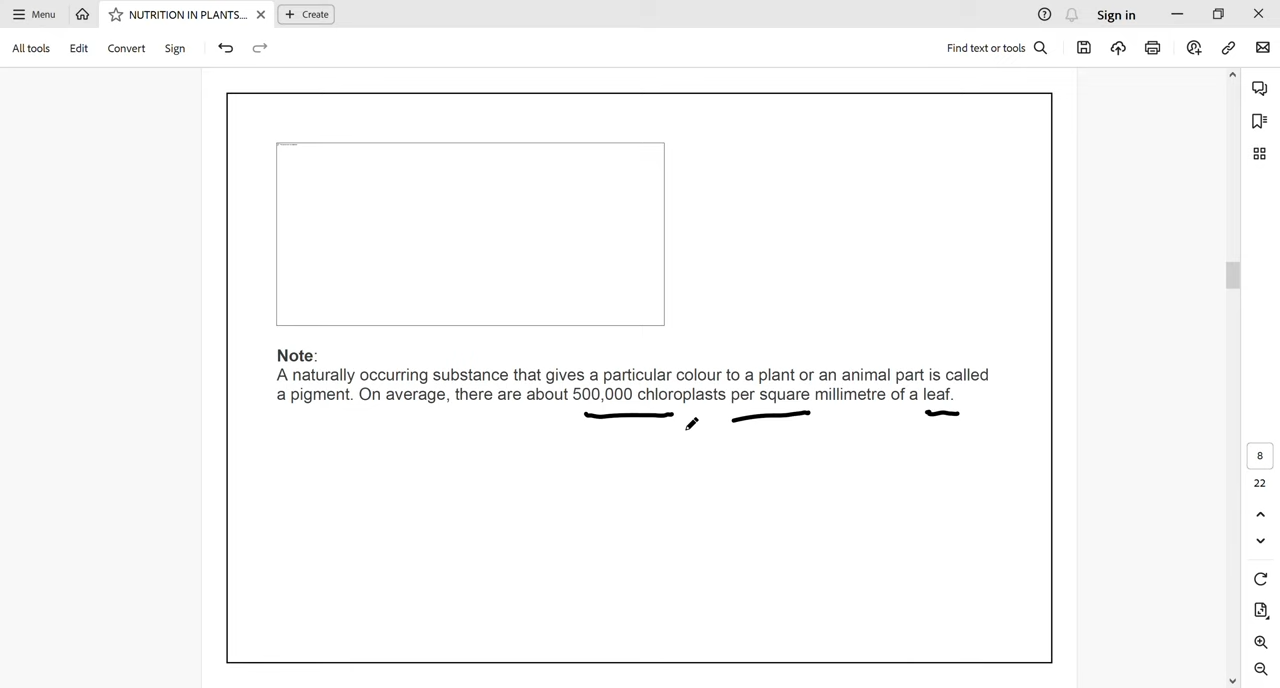 Menu
NUTRITION IN PLANTS....
Create
Sign in
All tools
Edit
Convert
Sign
Find text or tools
Note:
A naturally occurring substance that gives a particular colour to a plant or an animal part is called
a pigment. On average, there are about 500,000 chloroplasts per square millimetre of a leaf.
8
22